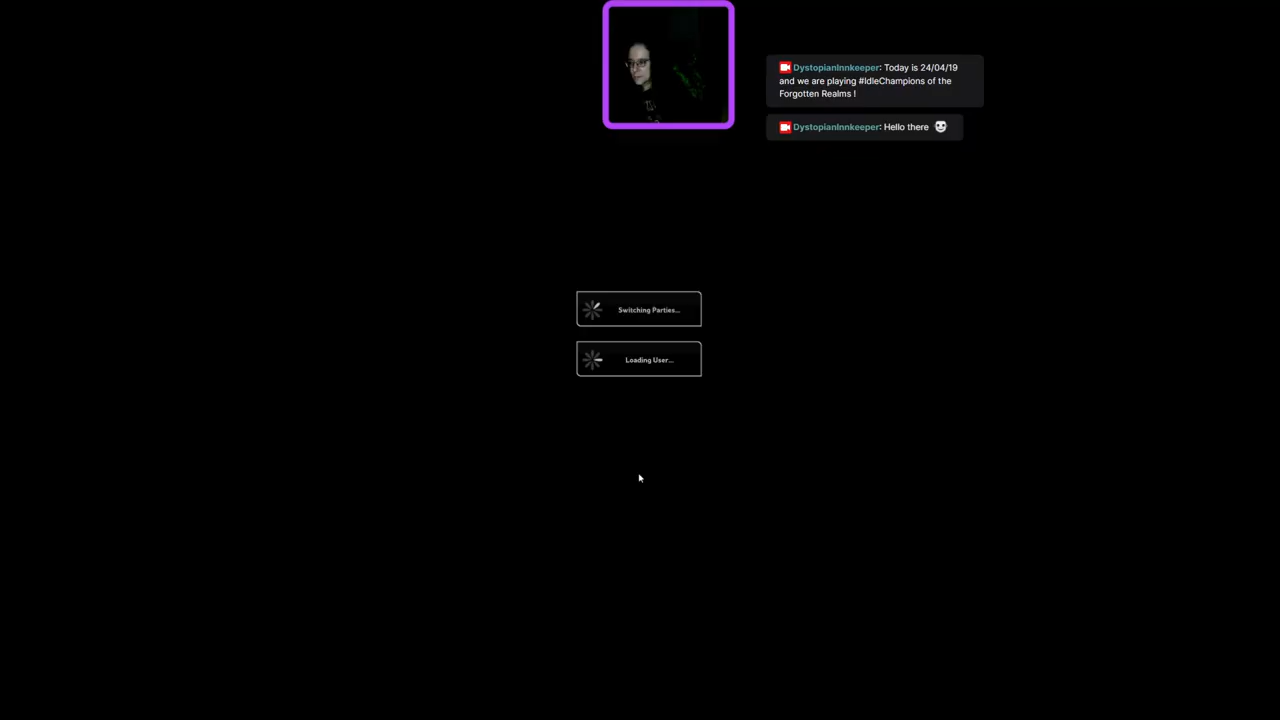 DystopianInnkeeper: Today is 24/04/19
and we are playing #IdleChampions of the
Forgotten Realms !
DystopianInnkeeper: Hello there
Switching Parties...
Loading User...